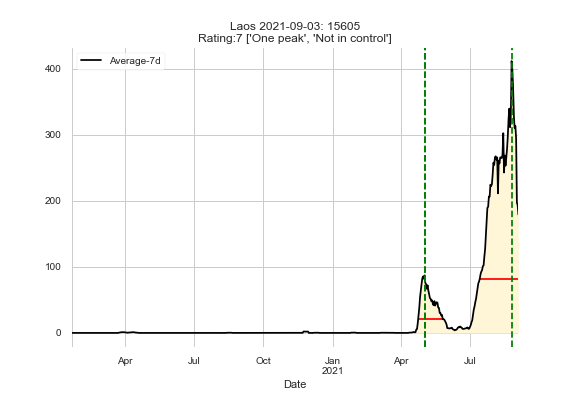 Laos 2021-09-03: 15605
Rating:7 ['One peak', 'Not in control']
Average-7d
400
300
200
100
0
Apr
Jul
Oct
Jan
2021
Apr
Jul
Date